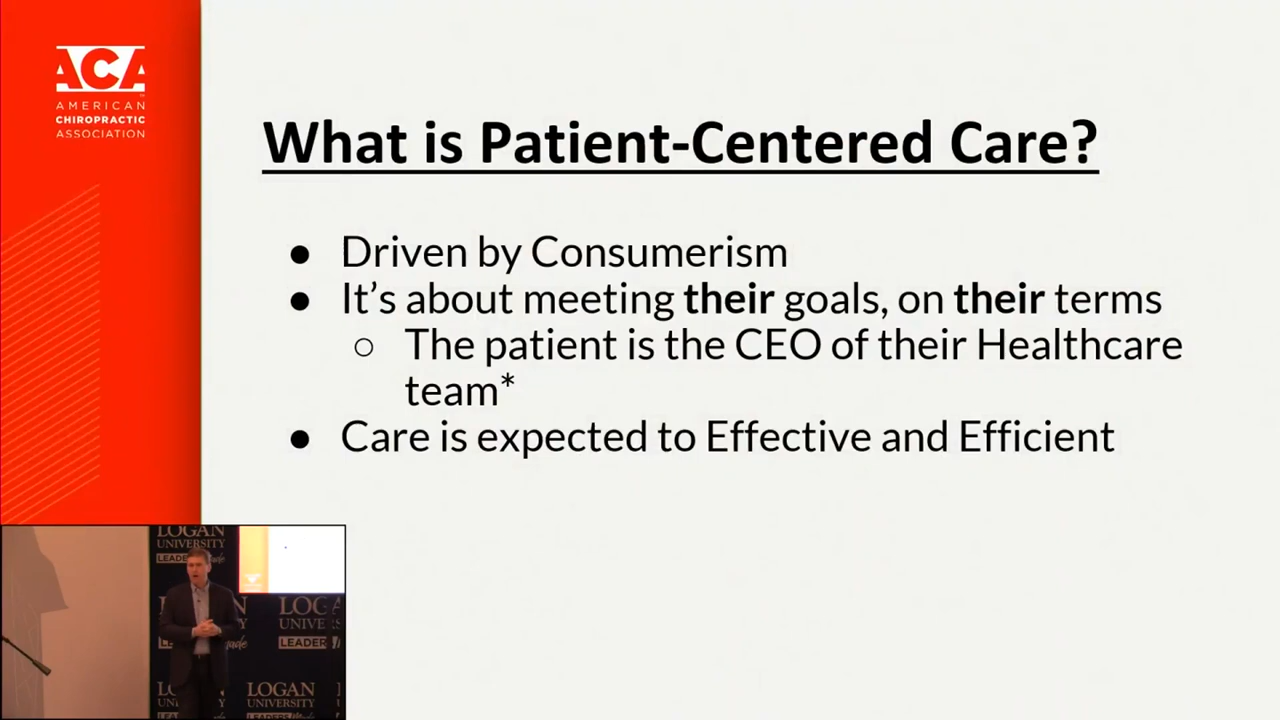 ACA
AMERICAN
CHIROPRACTIC
ASSOCIATION
What is Patient-Centered Care?
● Driven by Consumerism
● It’s about meeting their goals, on their terms
○ The patient is the CEO of their Healthcare
team*
● Care is expected to Effective and Efficient
LOGAN
UNIVERSITY
LOGAN
UNIVERSITY
LEADERS Made